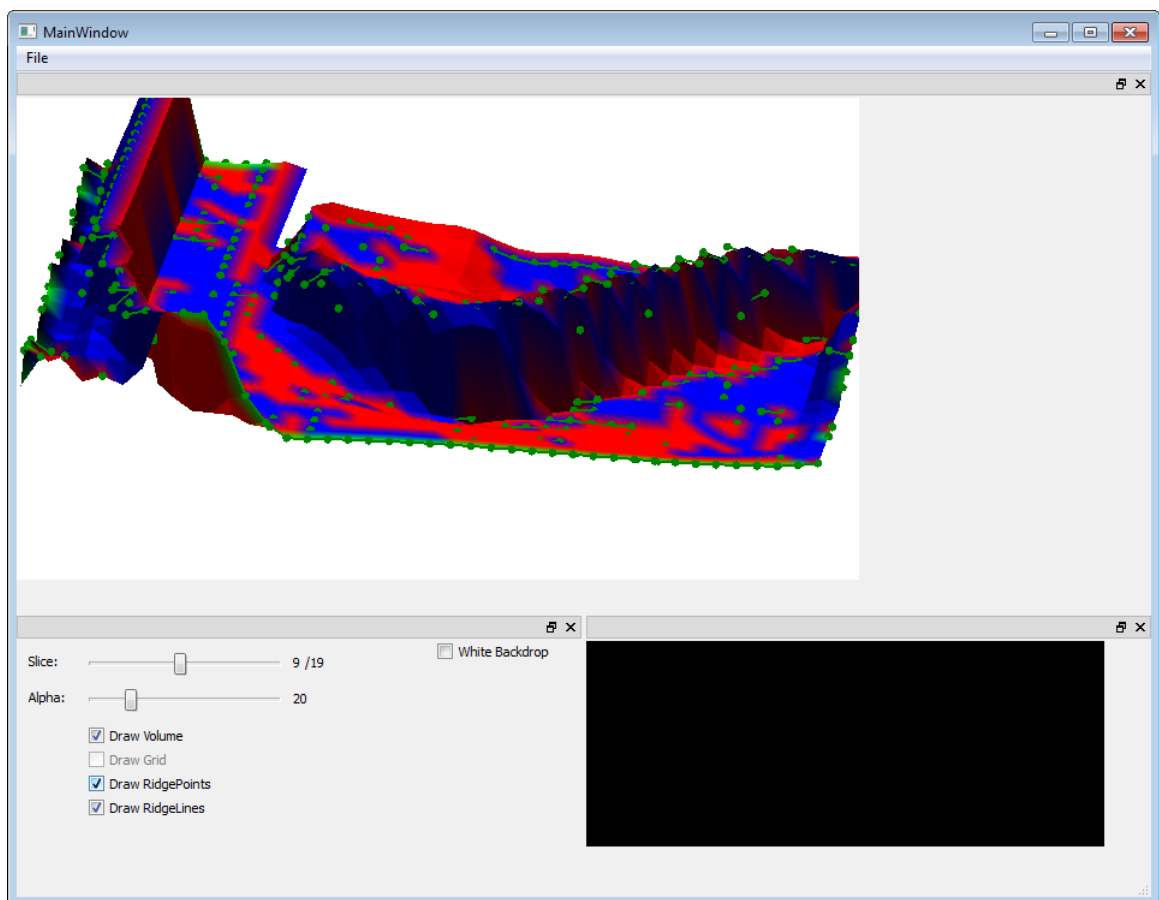 MainWindow
File
Slice: 9 /19
White Backdrop
Alpha: 20
Draw Volume
Draw Grid
Draw RidgePoints
Draw RidgeLines